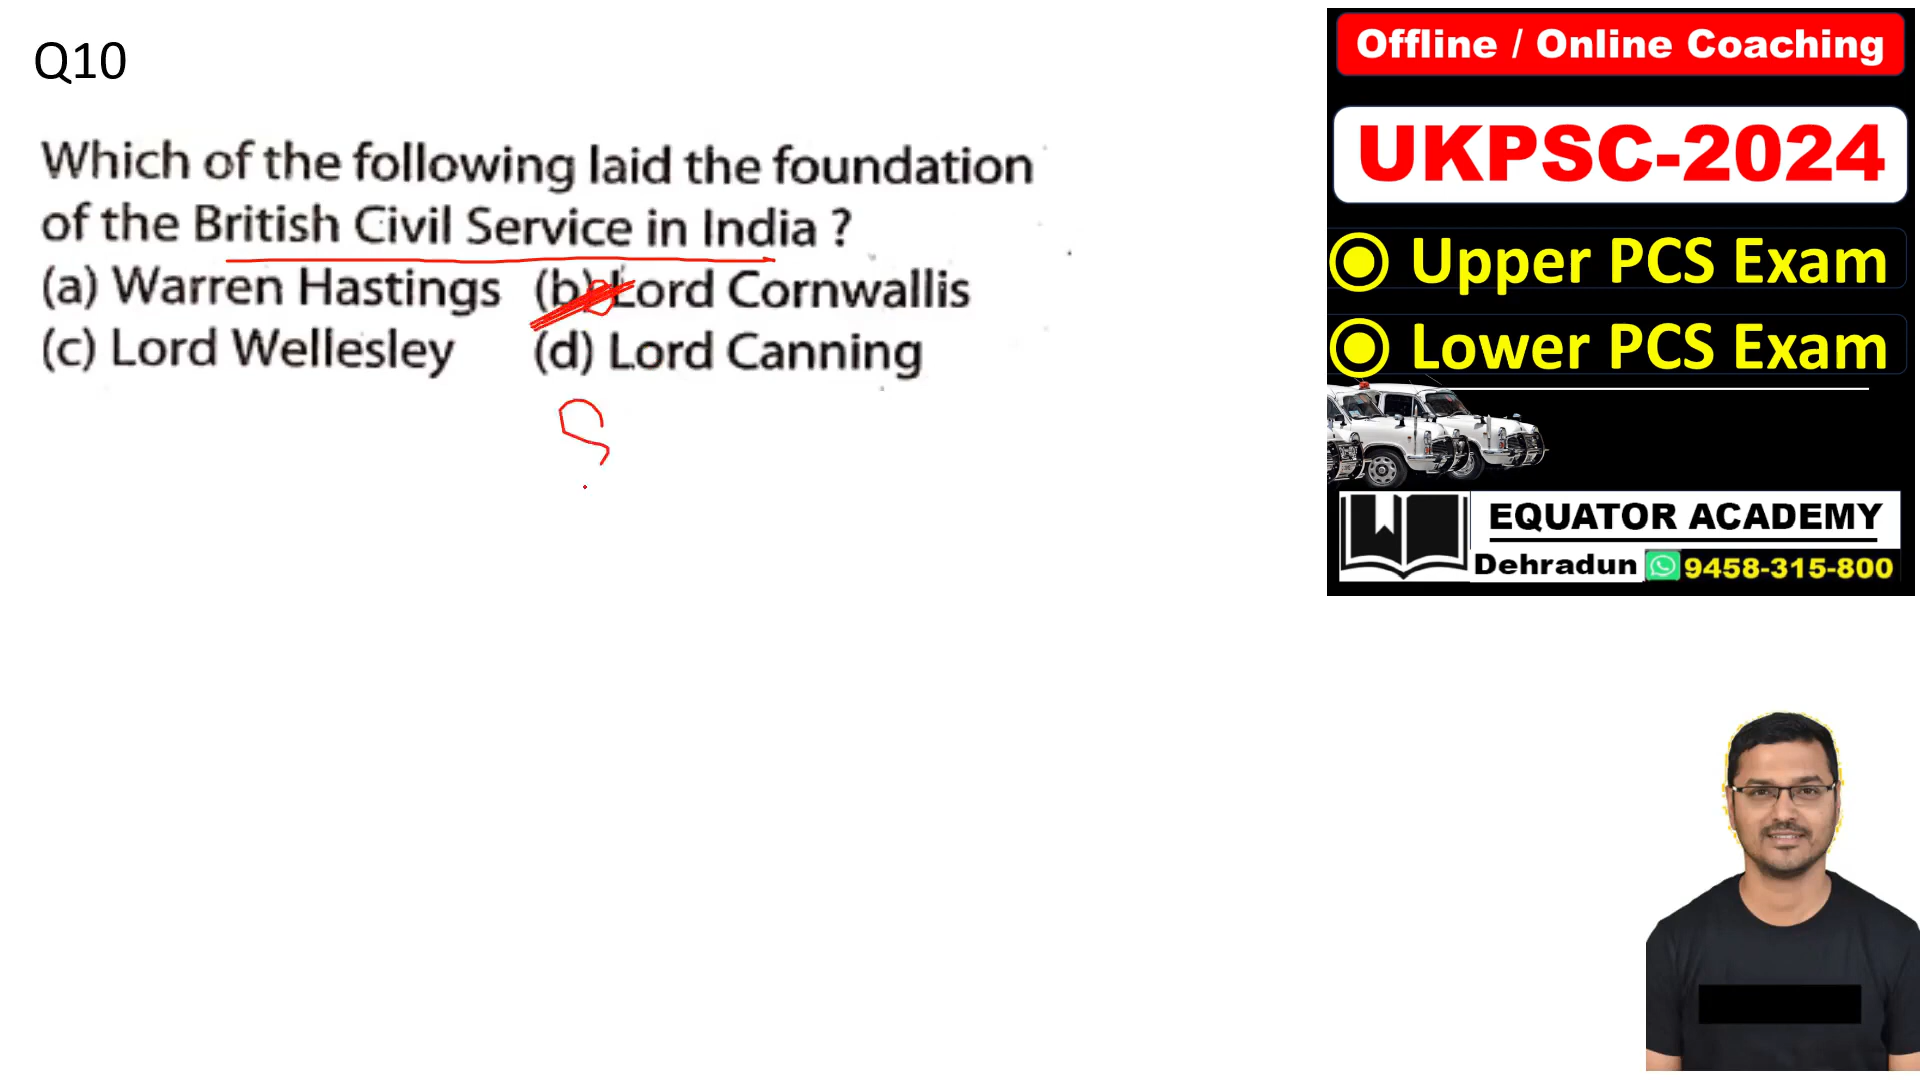 Q10
Which of the following laid the foundation
of the British Civil Service in India ?
(a) Warren Hastings (b) Lord Cornwallis
(c) Lord Wellesley (d) Lord Canning
Offline / Online Coaching
UKPSC-2024
Upper PCS Exam
Lower PCS Exam
EQUATOR ACADEMY
Dehradun 9458-315-800